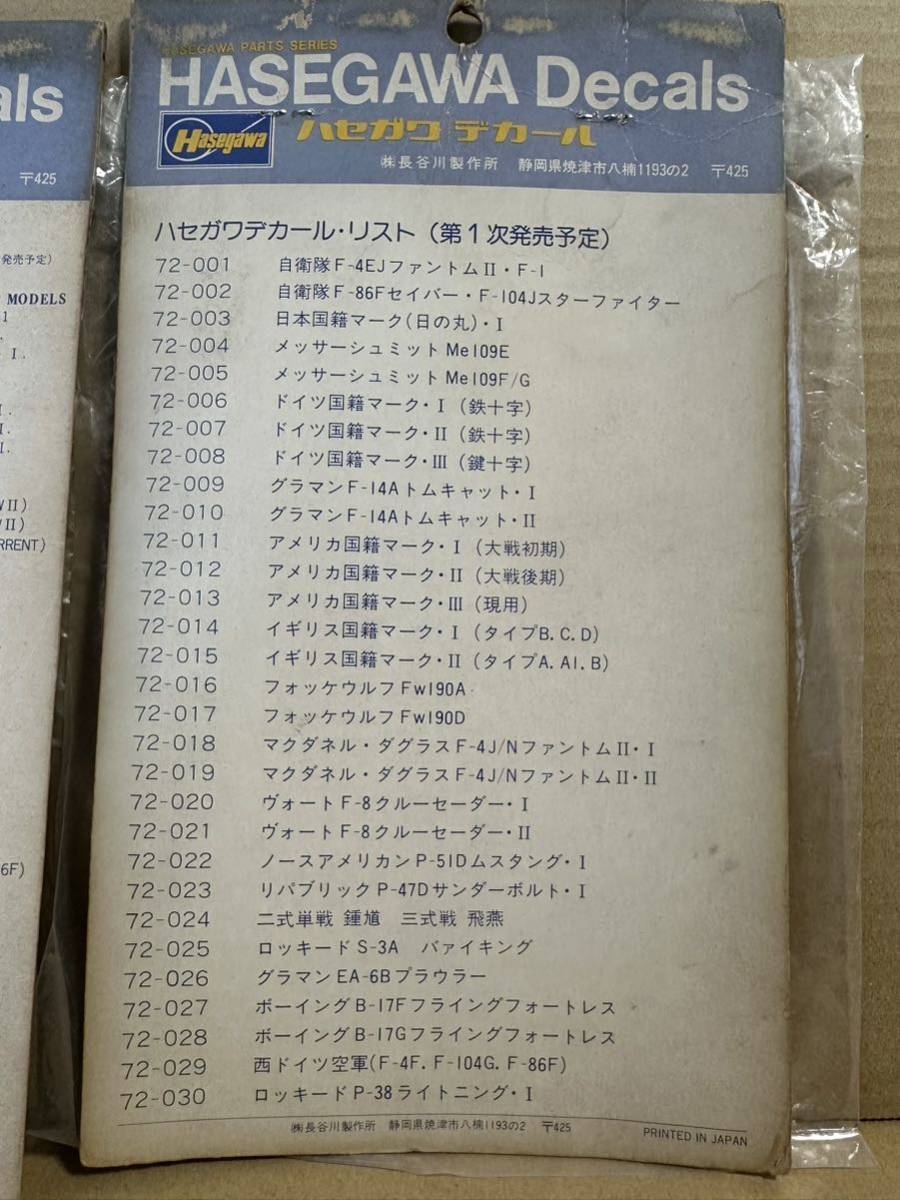 als
〒425
発売予定)
MODELS
1
I.
I.
I.
I.
WII)
VII)
RRENT)
6F)
HASEGAWA PARTS SERIES
HASEGAWA Decals
Hasegawa
ハセガワ デカール
㈱長谷川製作所 静岡県焼津市八楠1193の2 〒425
ハセガワデカール・リスト (第1次発売予定)
72-001 自衛隊F-4EJファントムII・F-1
72-002 自衛隊F-86Fセイバー・F-104Jスターファイター
72-003 日本国籍マーク(日の丸)・I
72-004 メッサーシュミットMe109E
72-005 メッサーシュミットMe109F/G
72-006 ドイツ国籍マーク・I (鉄十字)
72-007 ドイツ国籍マーク・II (鉄十字)
72-008 ドイツ国籍マーク・III (鍵十字)
72-009 グラマンF-14Aトムキャット・I
72-010 グラマンF-14Aトムキャット・II
72-011 アメリカ国籍マーク・I (大戦初期)
72-012 アメリカ国籍マーク・II (大戦後期)
72-013 アメリカ国籍マーク・III (現用)
72-014 イギリス国籍マーク・I (タイプB.C.D)
72-015 イギリス国籍マーク・II (タイプA.A1.B)
72-016 フォッケウルフFw190A
72-017 フォッケウルフFw190D
72-018 マクダネル・ダグラスF-4J/NファントムII・I
72-019 マクダネル・ダグラスF-4J/NファントムII・II
72-020 ヴォートF-8クルーセーダー・I
72-021 ヴォートF-8クルーセーダー・II
72-022 ノースアメリカンP-51Dムスタング・I
72-023 リパブリックP-47Dサンダーボルト・I
72-024 二式単戦 鍾馗 三式戦 飛燕
72-025 ロッキードS-3A バァイキング
72-026 グラマンEA-6Bプラウラー
72-027 ボーイングB-17Fフライングフォートレス
72-028 ボーイングB-17Gフライングフォートレス
72-029 西ドイツ空軍(F-4F.F-104G.F-86F)
72-030 ロッキードP-38ライトニング・I
㈱長谷川製作所 静岡県焼津市八楠1193の2 〒425
PRINTED IN JAPAN